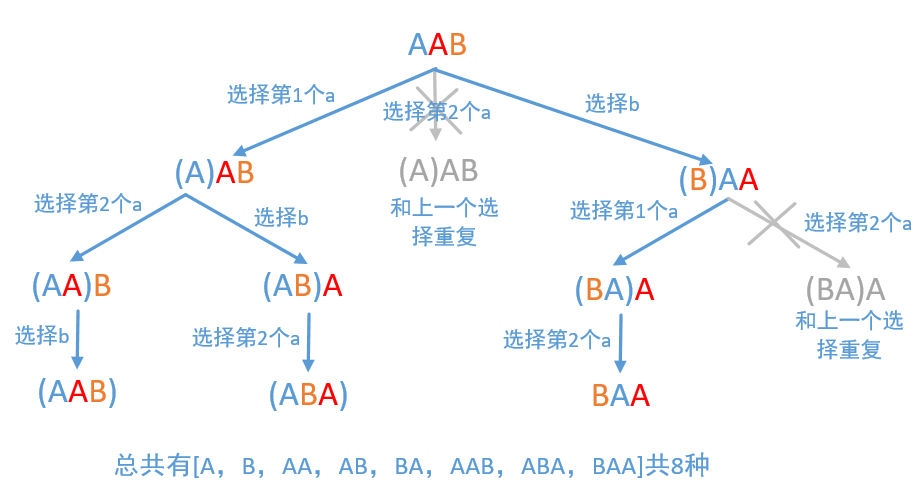 AAB
选择第1个a
选择第2个a
选择b
(A)AB
(A)AB
和上一个选
择重复
(B)AA
选择第2个a
选择b
选择第1个a
选择第2个a
(AA)B
(AB)A
(BA)A
(BA)A
和上一个选
择重复
选择b
选择第2个a
选择第2个a
(AAB)
(ABA)
BAA
总共有[A，B，AA，AB，BA，AAB，ABA，BAA]共8种